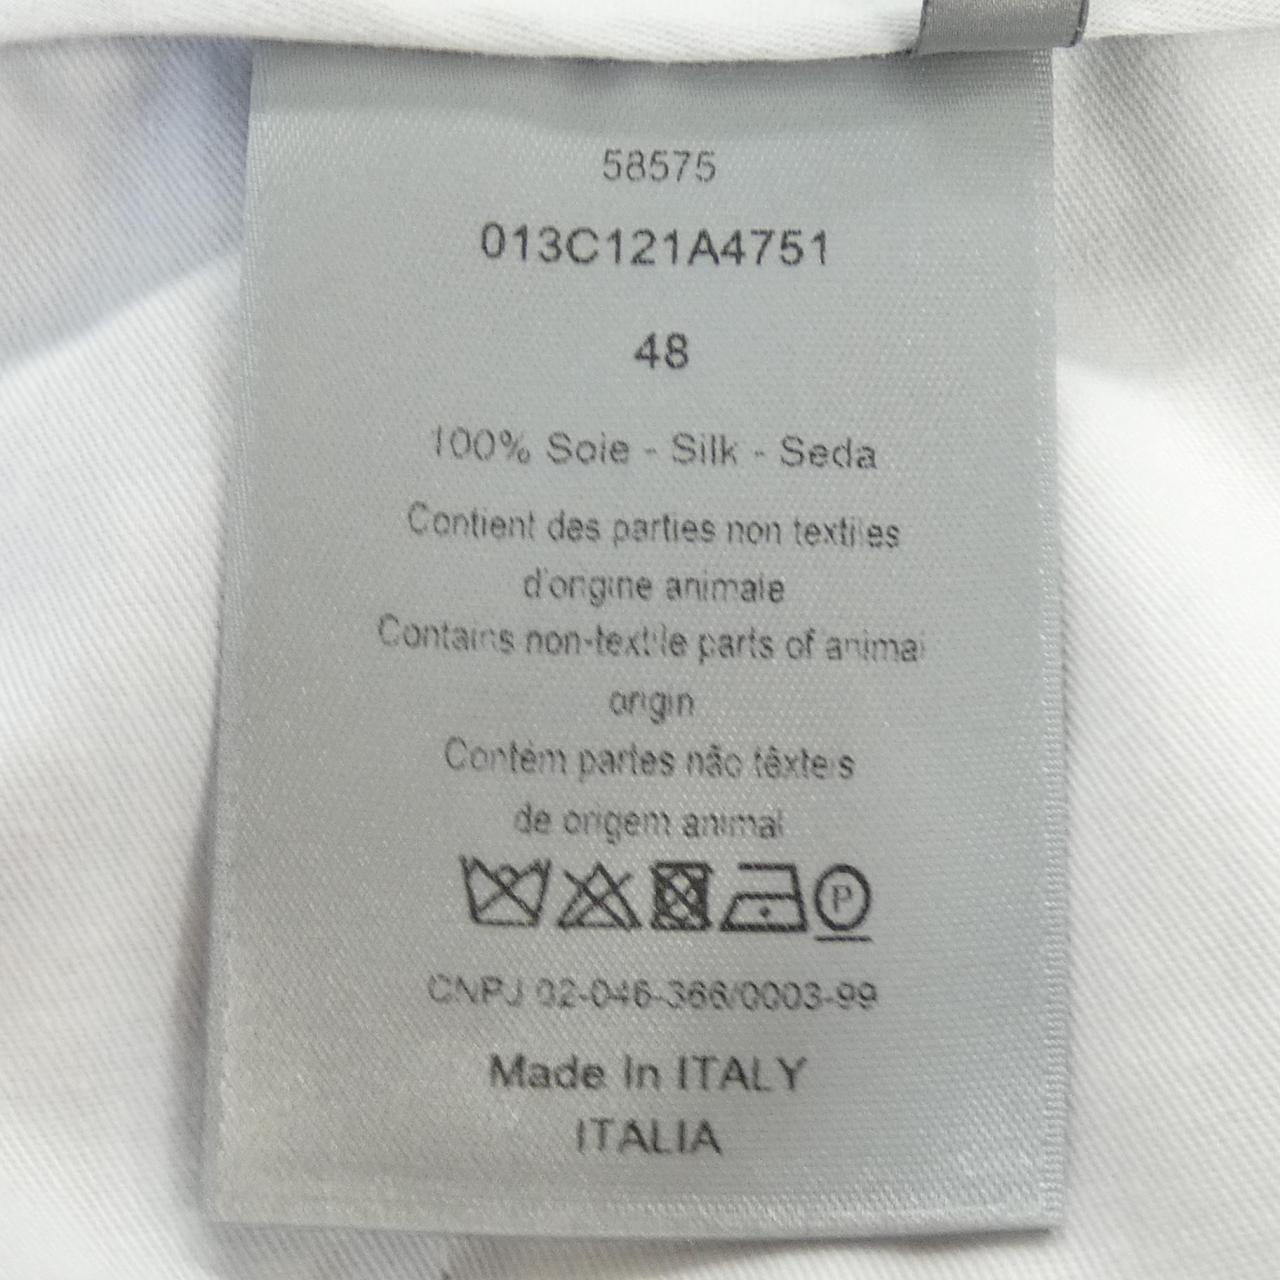 58575
013C121A4751
48
100% Soie - Silk - Seda
Contient des parties non textiles
d'origine animale
Contains non-textile parts of animal
origin
Contém partes não têxteis
de origem animal
P
CNPJ 02-046-366/0003-99
Made In ITALY
ITALIA